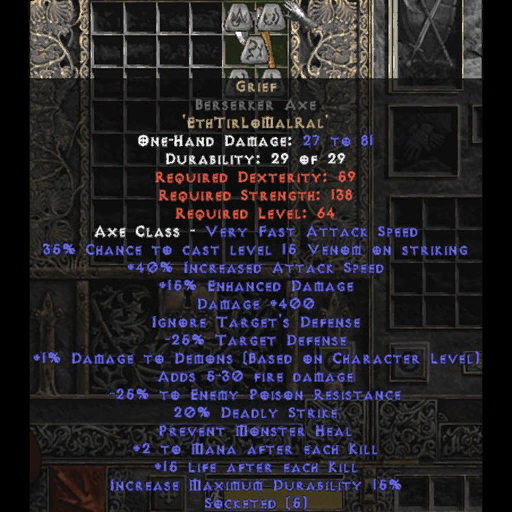 Grief
Berserker Axe
'EthTirLoMalRal'
One-Hand Damage: 27 to 81
Durability: 29 of 29
Required Dexterity: 59
Required Strength: 138
Required Level: 64
Axe Class - Very Fast Attack Speed
35% Chance to cast level 15 Venom on striking
+40% Increased Attack Speed
+15% Enhanced Damage
Damage +400
Ignore Target's Defense
-25% Target Defense
+1% Damage to Demons (Based on Character Level)
Adds 5-30 fire damage
-25% to Enemy Poison Resistance
20% Deadly Strike
Prevent Monster Heal
+2 to Mana after each Kill
+15 Life after each Kill
Increase Maximum Durability 15%
Socketed (5)